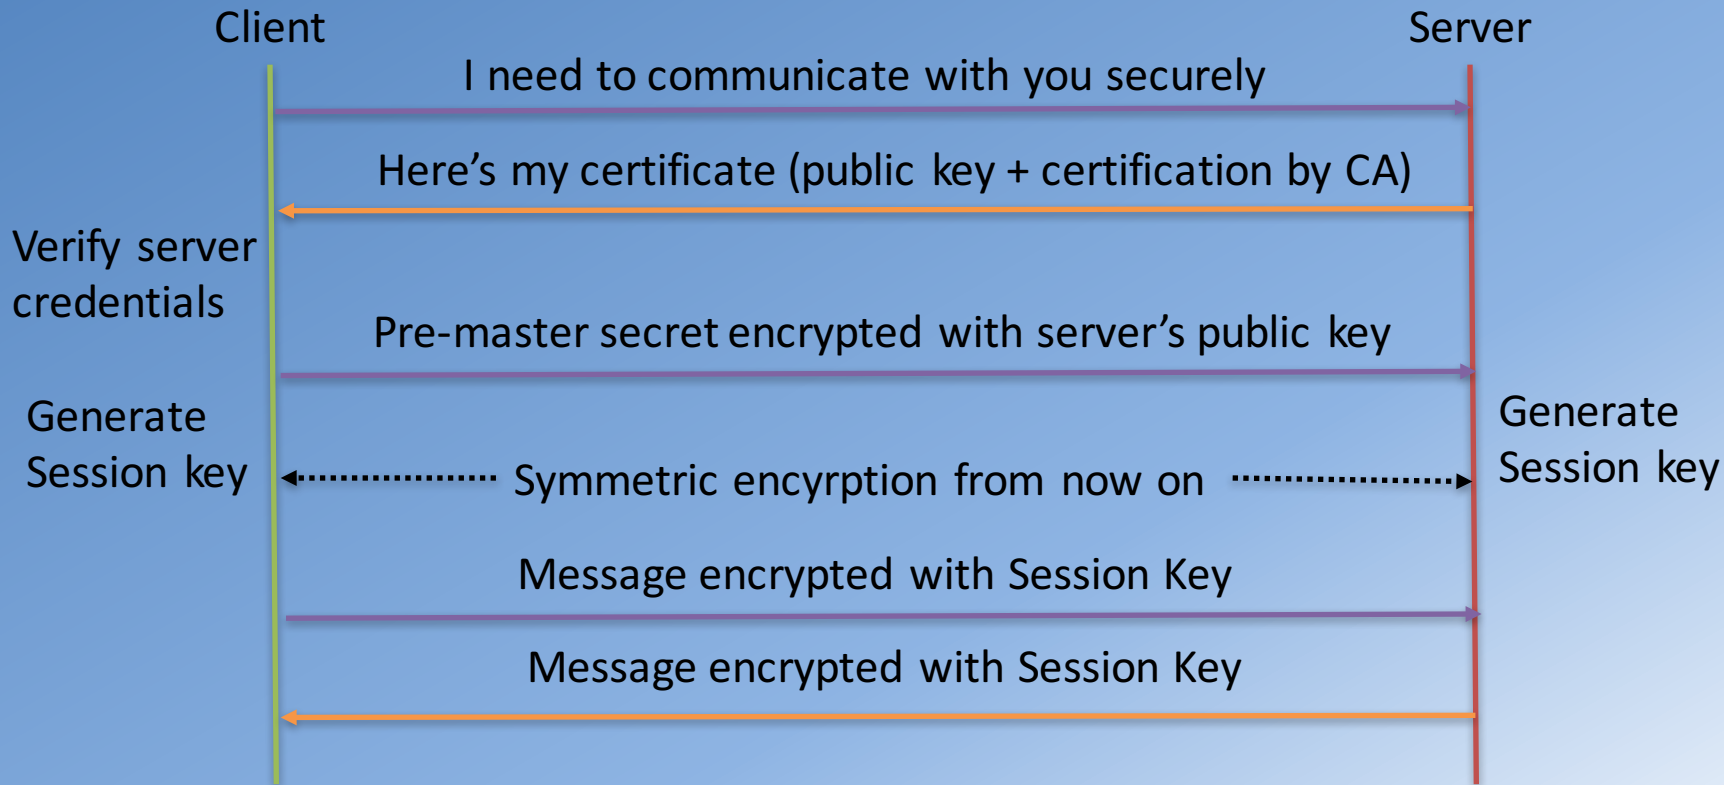 Client
Server
I need to communicate with you securely
Here’s my certificate (public key + certification by CA)
Verify server
credentials
Pre-master secret encrypted with server’s public key
Generate
Session key
Generate
Session key
Symmetric encyrption from now on
Message encrypted with Session Key
Message encrypted with Session Key